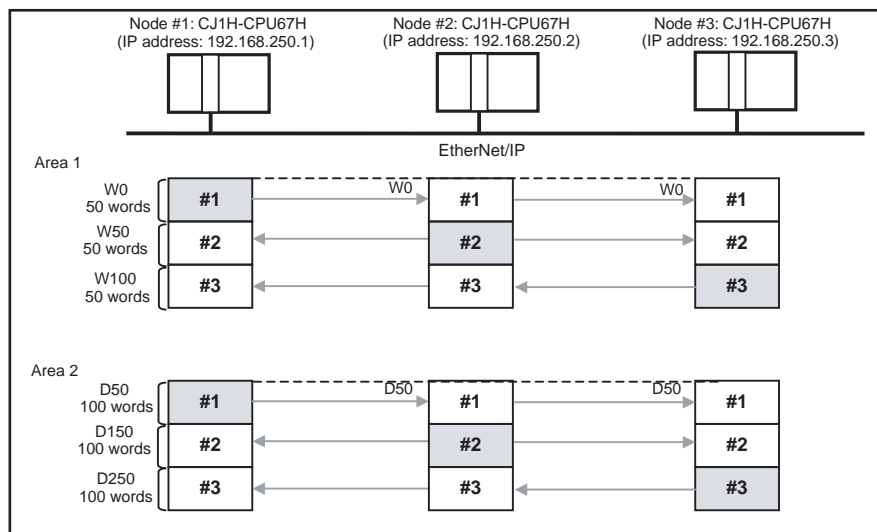 Node #1: CJ1H-CPU67H
(IP address: 192.168.250.1)
Node #2: CJ1H-CPU67H
(IP address: 192.168.250.2)
Node #3: CJ1H-CPU67H
(IP address: 192.168.250.3)
EtherNet/IP
Area 1
W0
50 words
#1
W0
#1
W0
#1
W50
50 words
#2
#2
#2
W100
50 words
#3
#3
#3
Area 2
D50
100 words
#1
D50
#1
D50
#1
D150
100 words
#2
#2
#2
D250
100 words
#3
#3
#3